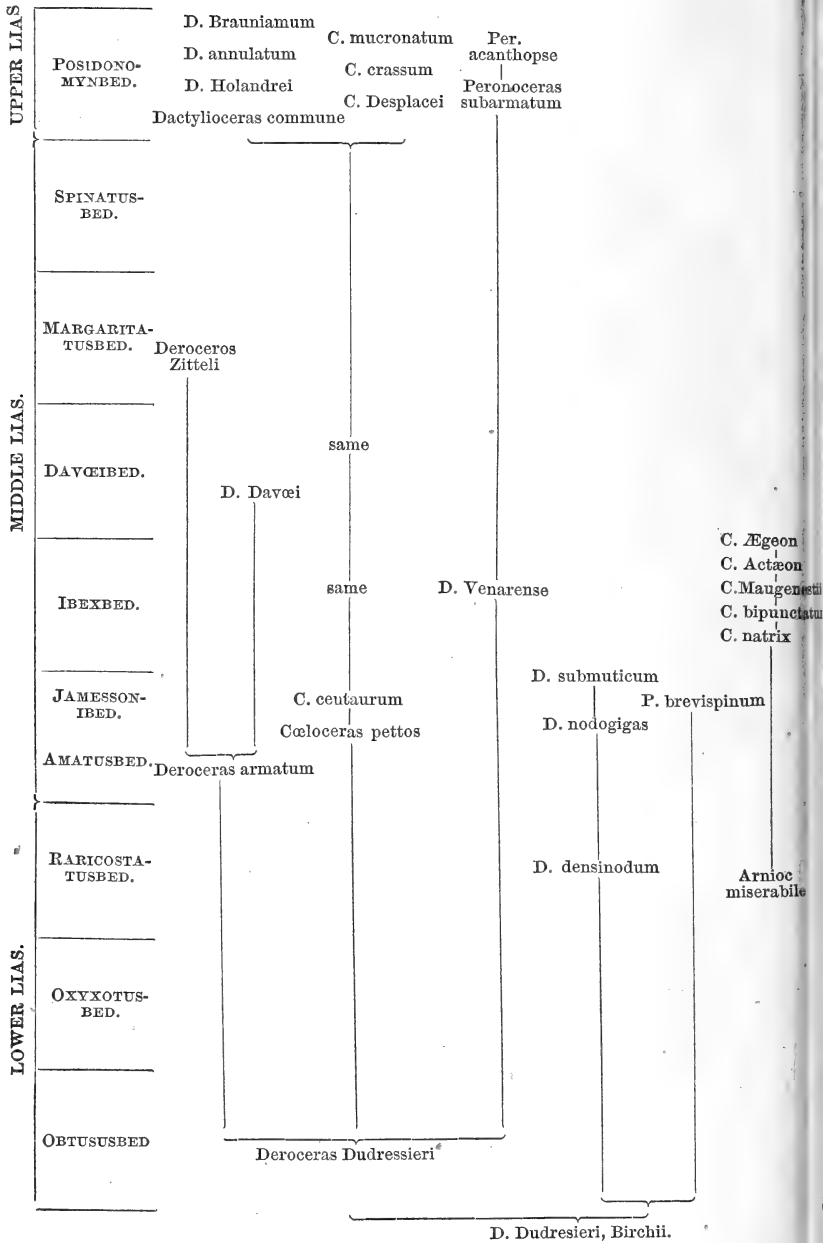 UPPER LIAS
POSIDONO-
MYNBED.
D. Brauniamum
D. annulatum
D. Holandrei
Dactylioceras commune
C. mucronatum
C. crassum
C. Desplacei
Per.
acanthopse
Peronoceras
subarmatum
MIDDLE LIAS.
SPINATUS-
BED.
MARGARITA-
TUSBED.
Deroceros
Zitteli
DAVŒIBED.
same
D. Davœi
IBEXBED.
same
D. Venarense
C. Ægeon
C. Actæon
C. Maugenestii
C. bipunctatum
C. natrix
JAMESSON-
IBED.
C. ceutaurum
Cœloceras pettos
D. submuticum
D. nodogigas
P. brevispinum
AMATUSBED.
Deroceras armatum
LOWER LIAS.
RARICOSTA-
TUSBED.
D. densinodum
Arnioc
miserabile
OXYXOTUS-
BED.
OBTUSUSBED
Deroceras Dudressieri
D. Dudresieri, Birchii.